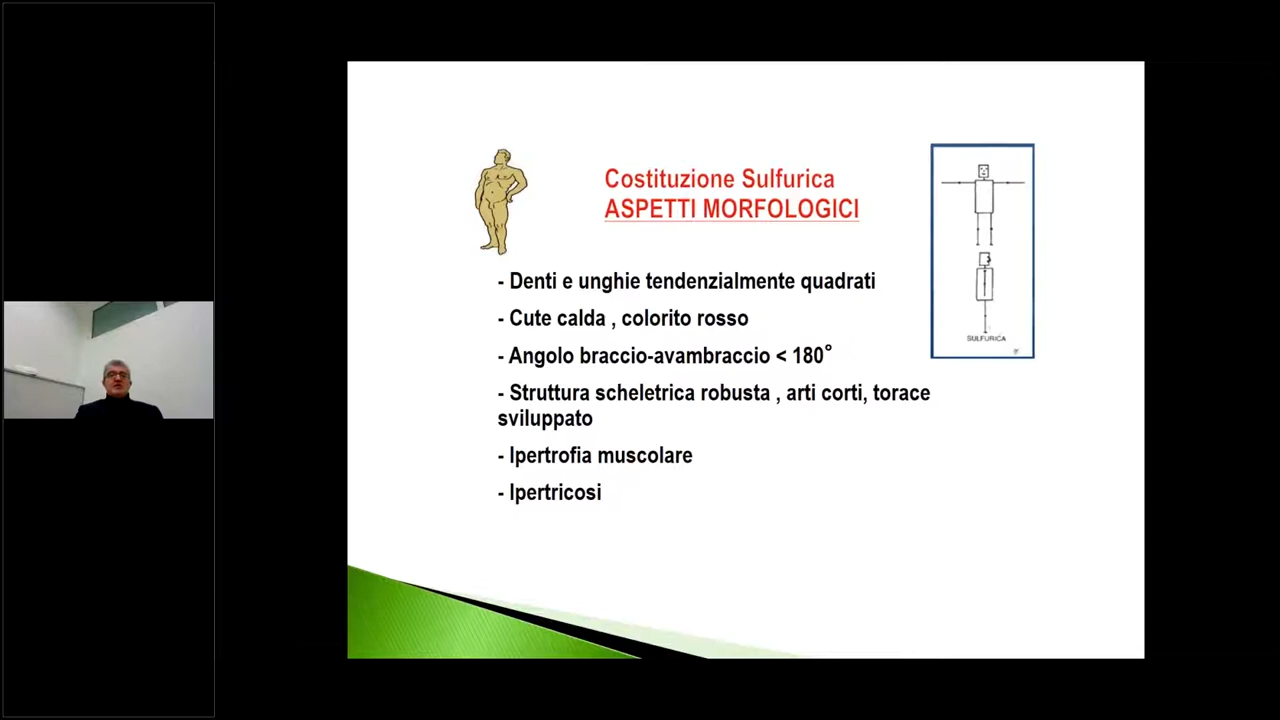 Costituzione Sulfurica
ASPETTI MORFOLOGICI
- Denti e unghie tendenzialmente quadrati
- Cute calda , colorito rosso
- Angolo braccio-avambraccio < 180°
- Struttura scheletrica robusta , arti corti, torace
sviluppato
- Ipertrofia muscolare
- Ipertricosi
SULFURICA